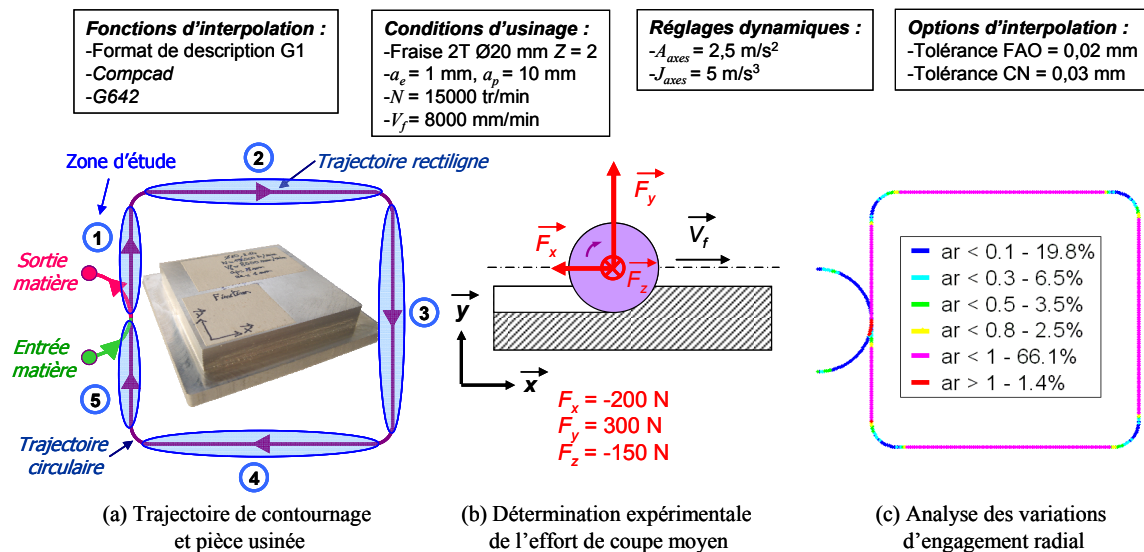 Fonctions d'interpolation :
-Format de description G1
-Compcad
-G642
Conditions d'usinage :
-Fraise 2T Ø20 mm Z = 2
-ae = 1 mm, ap = 10 mm
-N = 15000 tr/min
-Vf = 8000 mm/min
Réglages dynamiques :
-Aaxes = 2,5 m/s²
-Jaxes = 5 m/s³
Options d'interpolation :
-Tolérance FAO = 0,02 mm
-Tolérance CN = 0,03 mm
Zone d'étude
2
Trajectoire rectiligne
1
Sortie
matière
3
Entrée
matière
5
Trajectoire
circulaire
4
Fy
Fx
Vf
Fz
y
x
Fx = -200 N
Fy = 300 N
Fz = -150 N
ar < 0.1 - 19.8%
ar < 0.3 - 6.5%
ar < 0.5 - 3.5%
ar < 0.8 - 2.5%
ar < 1 - 66.1%
ar > 1 - 1.4%
(a) Trajectoire de contournage
et pièce usinée
(b) Détermination expérimentale
de l'effort de coupe moyen
(c) Analyse des variations
d'engagement radial